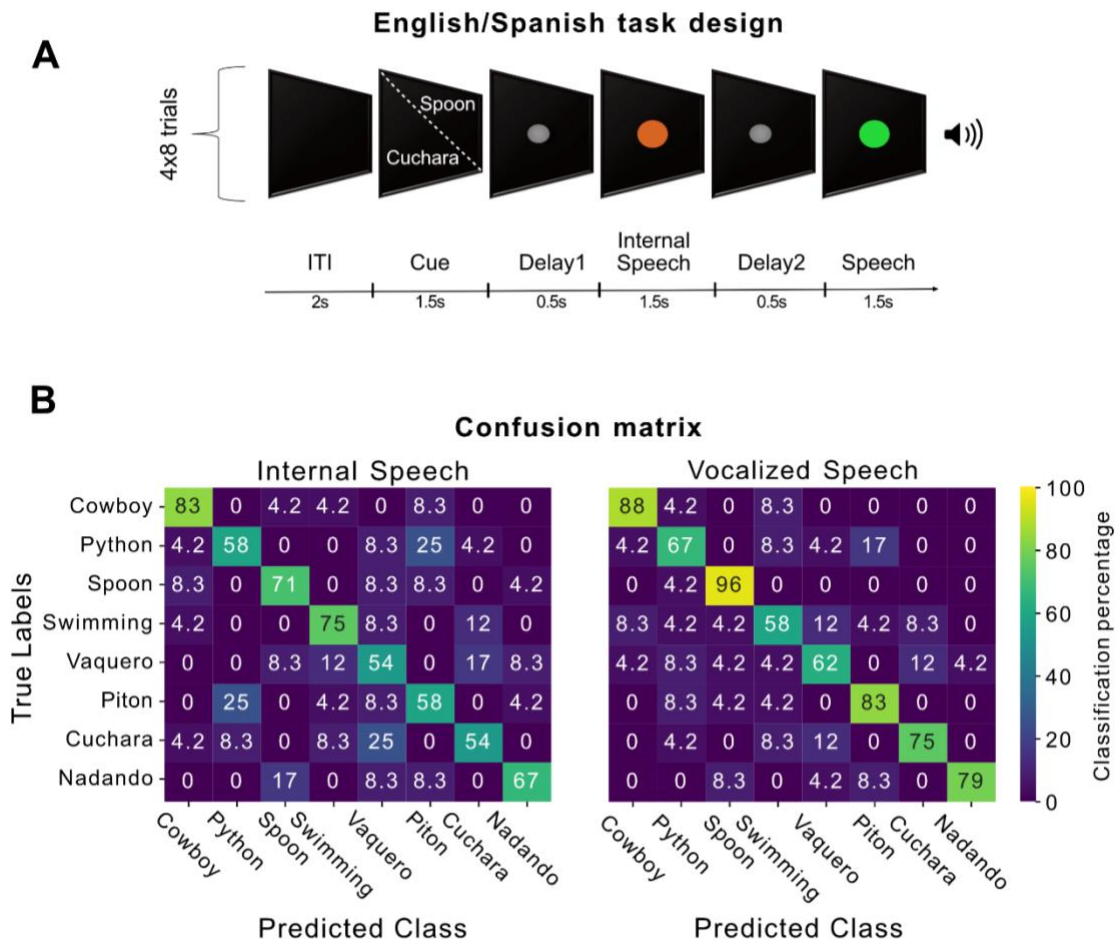 English/Spanish task design
A
4x8 trials
Spoon
Cuchara
ITI Cue Delay1 Internal Speech Delay2 Speech
2s 1.5s 0.5s 1.5s 0.5s 1.5s
B
Confusion matrix
Internal Speech Vocalized Speech
True Labels
Cowboy 83 0 4.2 4.2 0 8.3 0 0 88 4.2 0 8.3 0 0 0 0
Python 4.2 58 0 0 8.3 25 4.2 0 4.2 67 0 8.3 4.2 17 0 0
Spoon 8.3 0 71 0 8.3 8.3 0 4.2 0 4.2 96 0 0 0 0 0
Swimming 4.2 0 0 75 8.3 0 12 0 8.3 4.2 4.2 58 12 4.2 8.3 0
Vaquero 0 0 8.3 12 54 0 17 8.3 4.2 8.3 4.2 4.2 62 0 12 4.2
Piton 0 25 0 4.2 8.3 58 0 4.2 0 8.3 4.2 4.2 0 83 0 0
Cuchara 4.2 8.3 0 8.3 25 0 54 0 0 4.2 0 8.3 12 0 75 0
Nadando 0 0 17 0 8.3 8.3 0 67 0 0 8.3 0 4.2 8.3 0 79
Cowboy Python Spoon Swimming Vaquero Piton Cuchara Nadando
Cowboy Python Spoon Swimming Vaquero Piton Cuchara Nadando
Predicted Class Predicted Class
100
80
60
40
20
0
Classification percentage